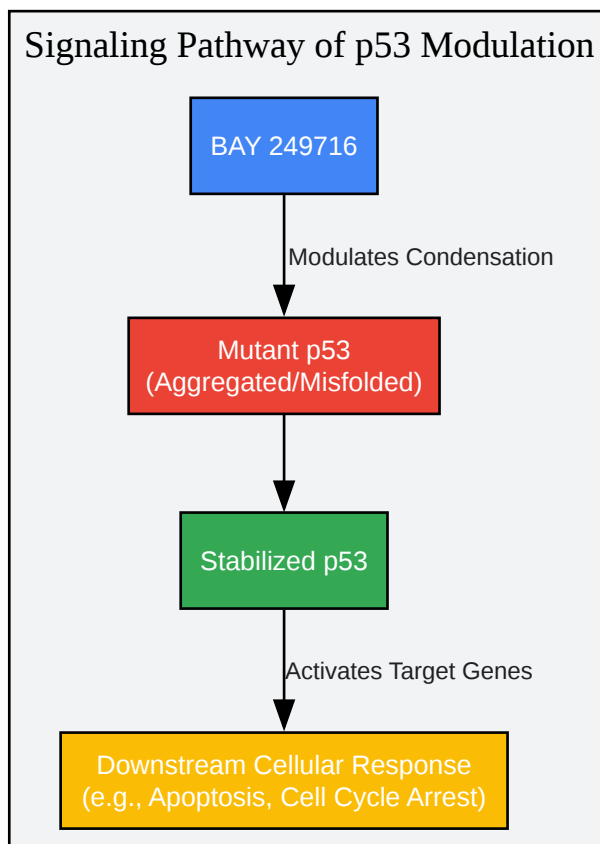 Signaling Pathway of p53 Modulation
BAY 249716
Modulates Condensation
Mutant p53
(Aggregated/Misfolded)
Stabilized p53
Activates Target Genes
Downstream Cellular Response
(e.g., Apoptosis, Cell Cycle Arrest)